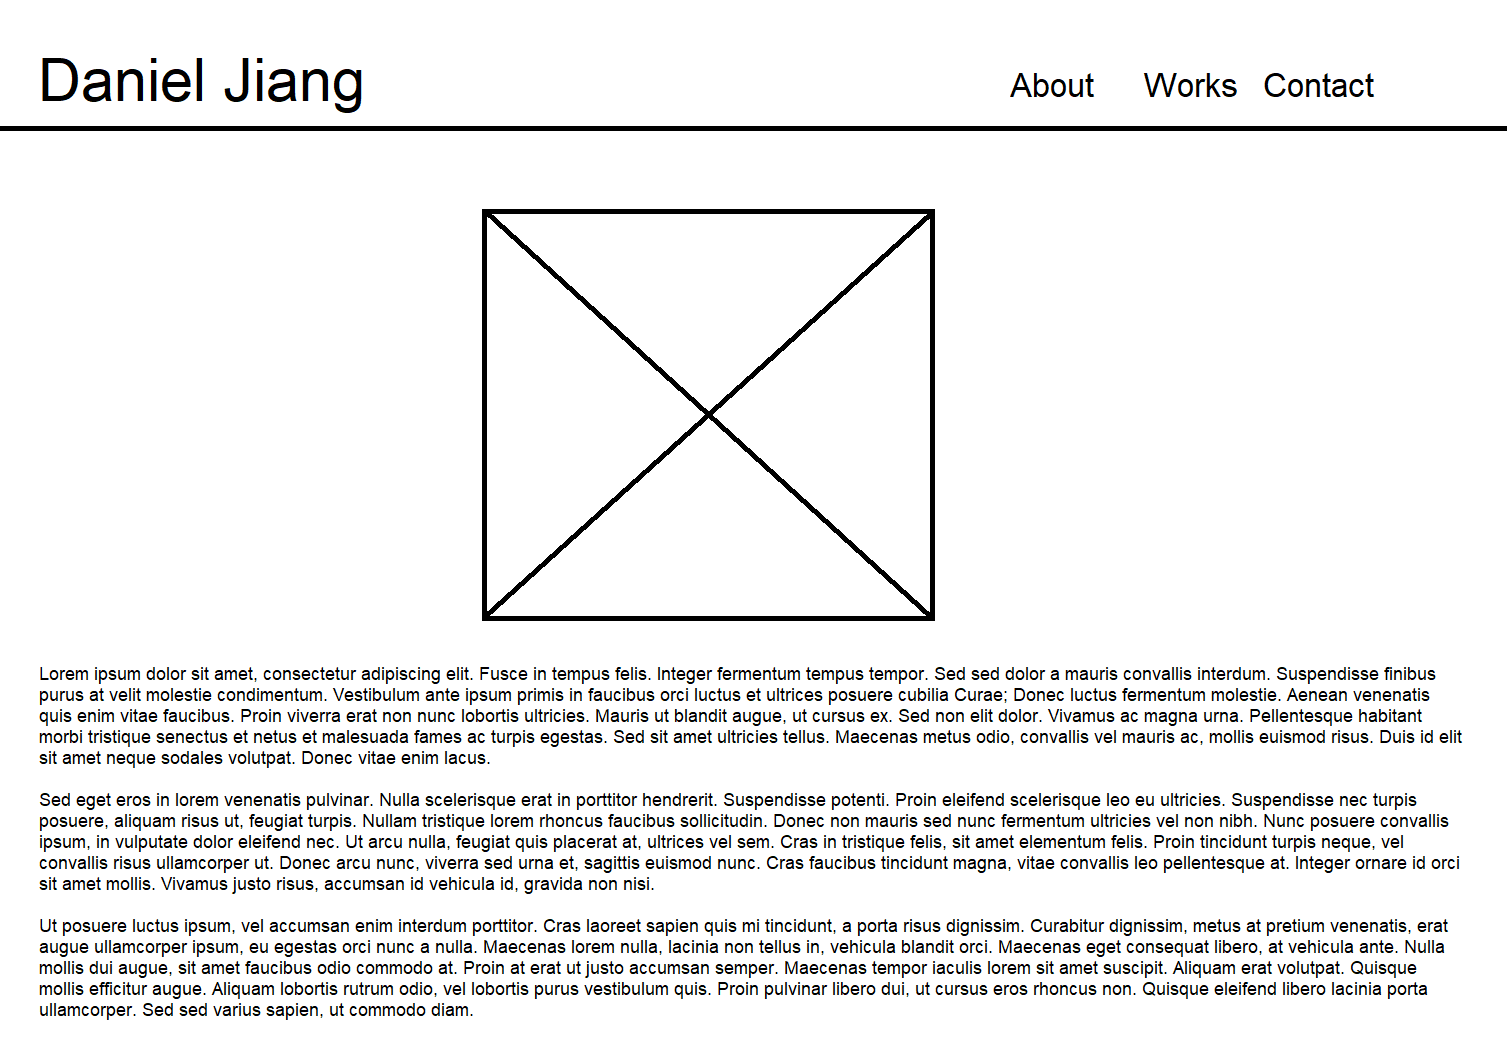 Daniel Jiang
About Works Contact
Lorem ipsum dolor sit amet, consectetur adipiscing elit. Fusce in tempus felis. Integer fermentum tempus tempor. Sed sed dolor a mauris convallis interdum. Suspendisse finibus
purus at velit molestie condimentum. Vestibulum ante ipsum primis in faucibus orci luctus et ultrices posuere cubilia Curae; Donec luctus fermentum molestie. Aenean venenatis
quis enim vitae faucibus. Proin viverra erat non nunc lobortis ultricies. Mauris ut blandit augue, ut cursus ex. Sed non elit dolor. Vivamus ac magna urna. Pellentesque habitant
morbi tristique senectus et netus et malesuada fames ac turpis egestas. Sed sit amet ultricies tellus. Maecenas metus odio, convallis vel mauris ac, mollis euismod risus. Duis id elit
sit amet neque sodales volutpat. Donec vitae enim lacus.
Sed eget eros in lorem venenatis pulvinar. Nulla scelerisque erat in porttitor hendrerit. Suspendisse potenti. Proin eleifend scelerisque leo eu ultricies. Suspendisse nec turpis
posuere, aliquam risus ut, feugiat turpis. Nullam tristique lorem rhoncus faucibus sollicitudin. Donec non mauris sed nunc fermentum ultricies vel non nibh. Nunc posuere convallis
ipsum, in vulputate dolor eleifend nec. Ut arcu nulla, feugiat quis placerat at, ultrices vel sem. Cras in tristique felis, sit amet elementum felis. Proin tincidunt turpis neque, vel
convallis risus ullamcorper ut. Donec arcu nunc, viverra sed urna et, sagittis euismod nunc. Cras faucibus tincidunt magna, vitae convallis leo pellentesque at. Integer ornare id orci
sit amet mollis. Vivamus justo risus, accumsan id vehicula id, gravida non nisi.
Ut posuere luctus ipsum, vel accumsan enim interdum porttitor. Cras laoreet sapien quis mi tincidunt, a porta risus dignissim. Curabitur dignissim, metus at pretium venenatis, erat
augue ullamcorper ipsum, eu egestas orci nunc a nulla. Maecenas lorem nulla, lacinia non tellus in, vehicula blandit orci. Maecenas eget consequat libero, at vehicula ante. Nulla
mollis dui augue, sit amet faucibus odio commodo at. Proin at erat ut justo accumsan semper. Maecenas tempor iaculis lorem sit amet suscipit. Aliquam erat volutpat. Quisque
mollis efficitur augue. Aliquam lobortis rutrum odio, vel lobortis purus vestibulum quis. Proin pulvinar libero dui, ut cursus eros rhoncus non. Quisque eleifend libero lacinia porta
ullamcorper. Sed sed varius sapien, ut commodo diam.